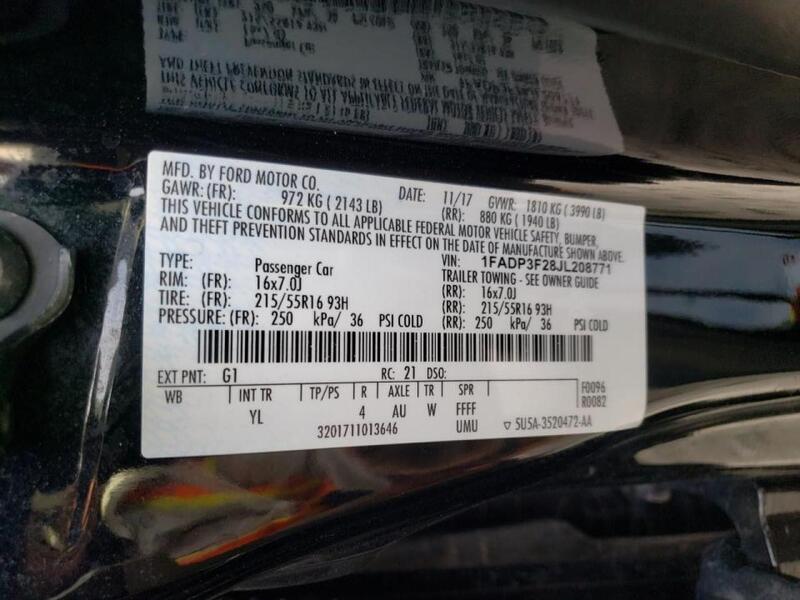 MFD. BY FORD MOTOR CO.
DATE: 11/17 GVWR: 1810 KG ( 3990 lB)
GAWR: (FR): 972 KG ( 2143 LB) (RR): 880 KG ( 1940 LB)
THIS VEHICLE CONFORMS TO ALL APPLICABLE FEDERAL MOTOR VEHICLE SAFETY, BUMPER,
AND THEFT PREVENTION STANDARDS IN EFFECT ON THE DATE OF MANUFACTURE SHOWN ABOVE.
VIN: 1FADP3F28JL208771
TYPE: Passenger Car TRAILER TOWING - SEE OWNER GUIDE
RIM: (FR): 16x7.0J (RR): 16x7.0J
TIRE: (FR): 215/55R16 93H (RR): 215/55R16 93H
PRESSURE: (FR): 250 kPa/ 36 PSI COLD (RR): 250 kPa/ 36 PSI COLD
EXT PNT: G1 RC: 21 DSO:
WB INT TR TP/PS R AXLE TR SPR F0096
R0082
YL 4 AU W FFFF
3201711013646 UMU ▽ 5U5A-3520472-AA